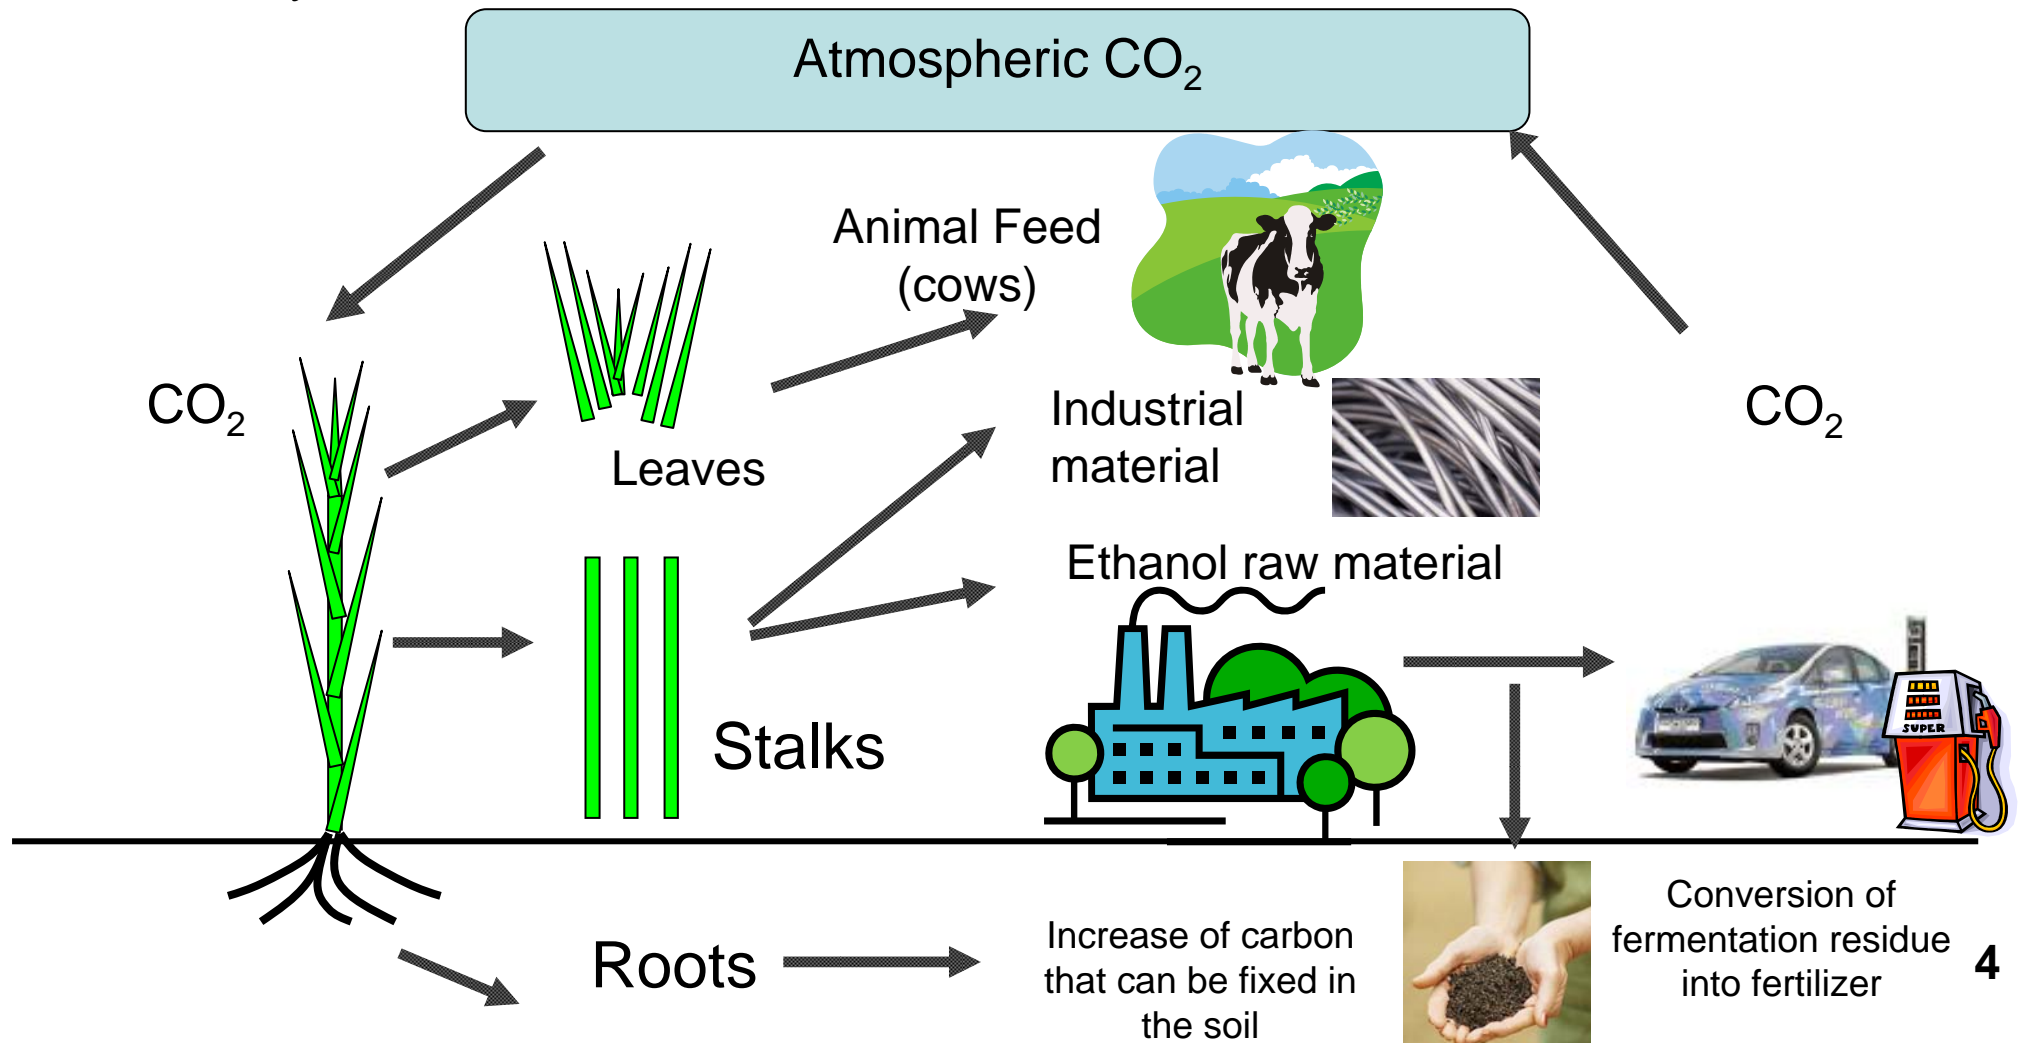 Atmospheric CO2
Animal Feed
(cows)
CO2
Leaves
Industrial
material
CO2
Ethanol raw material
Stalks
SUPER
Roots
Increase of carbon
that can be fixed in
the soil
Conversion of
fermentation residue
into fertilizer
4